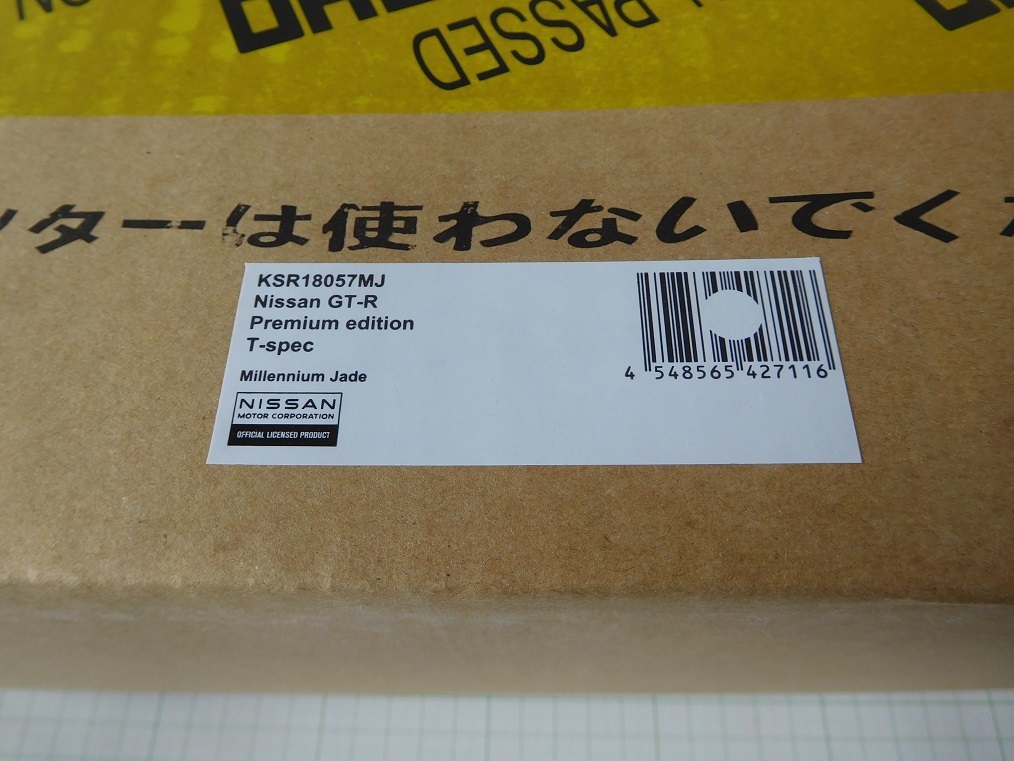 PASSED
ッターは使わないでく
KSR18057MJ
Nissan GT-R
Premium edition
T-spec
Millennium Jade
NISSAN
MOTOR CORPORATION
OFFICIAL LICENSED PRODUCT
4 548565 427116